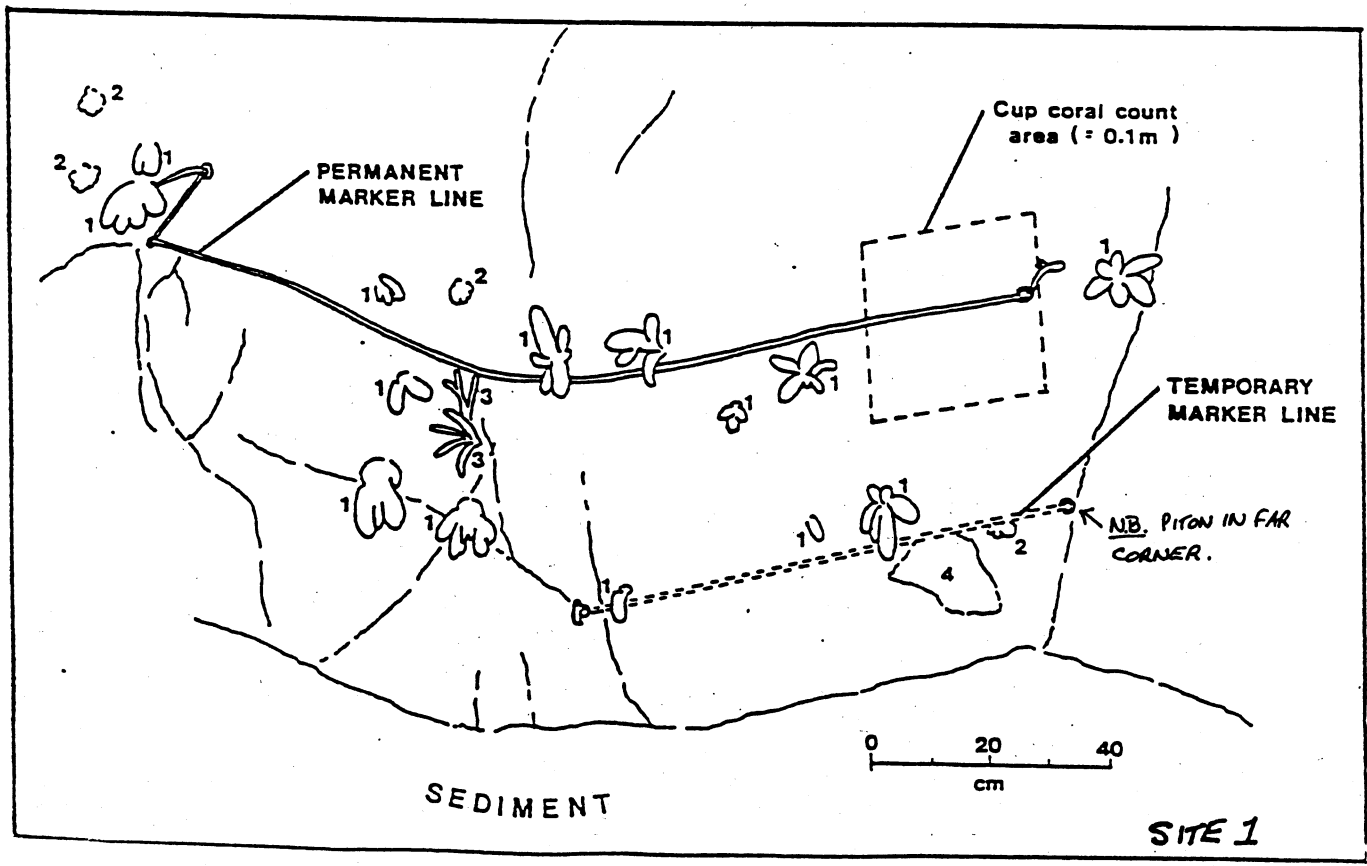 2
2
1
1
PERMANENT
MARKER LINE
Cup coral count
area (= 0.1m )
1
1
2
1
1
1
3
3
1
1
TEMPORARY
MARKER LINE
1
1
1
1
2
4
N.B. PITON IN FAR
CORNER.
1
0 20 40
cm
SEDIMENT
SITE 1